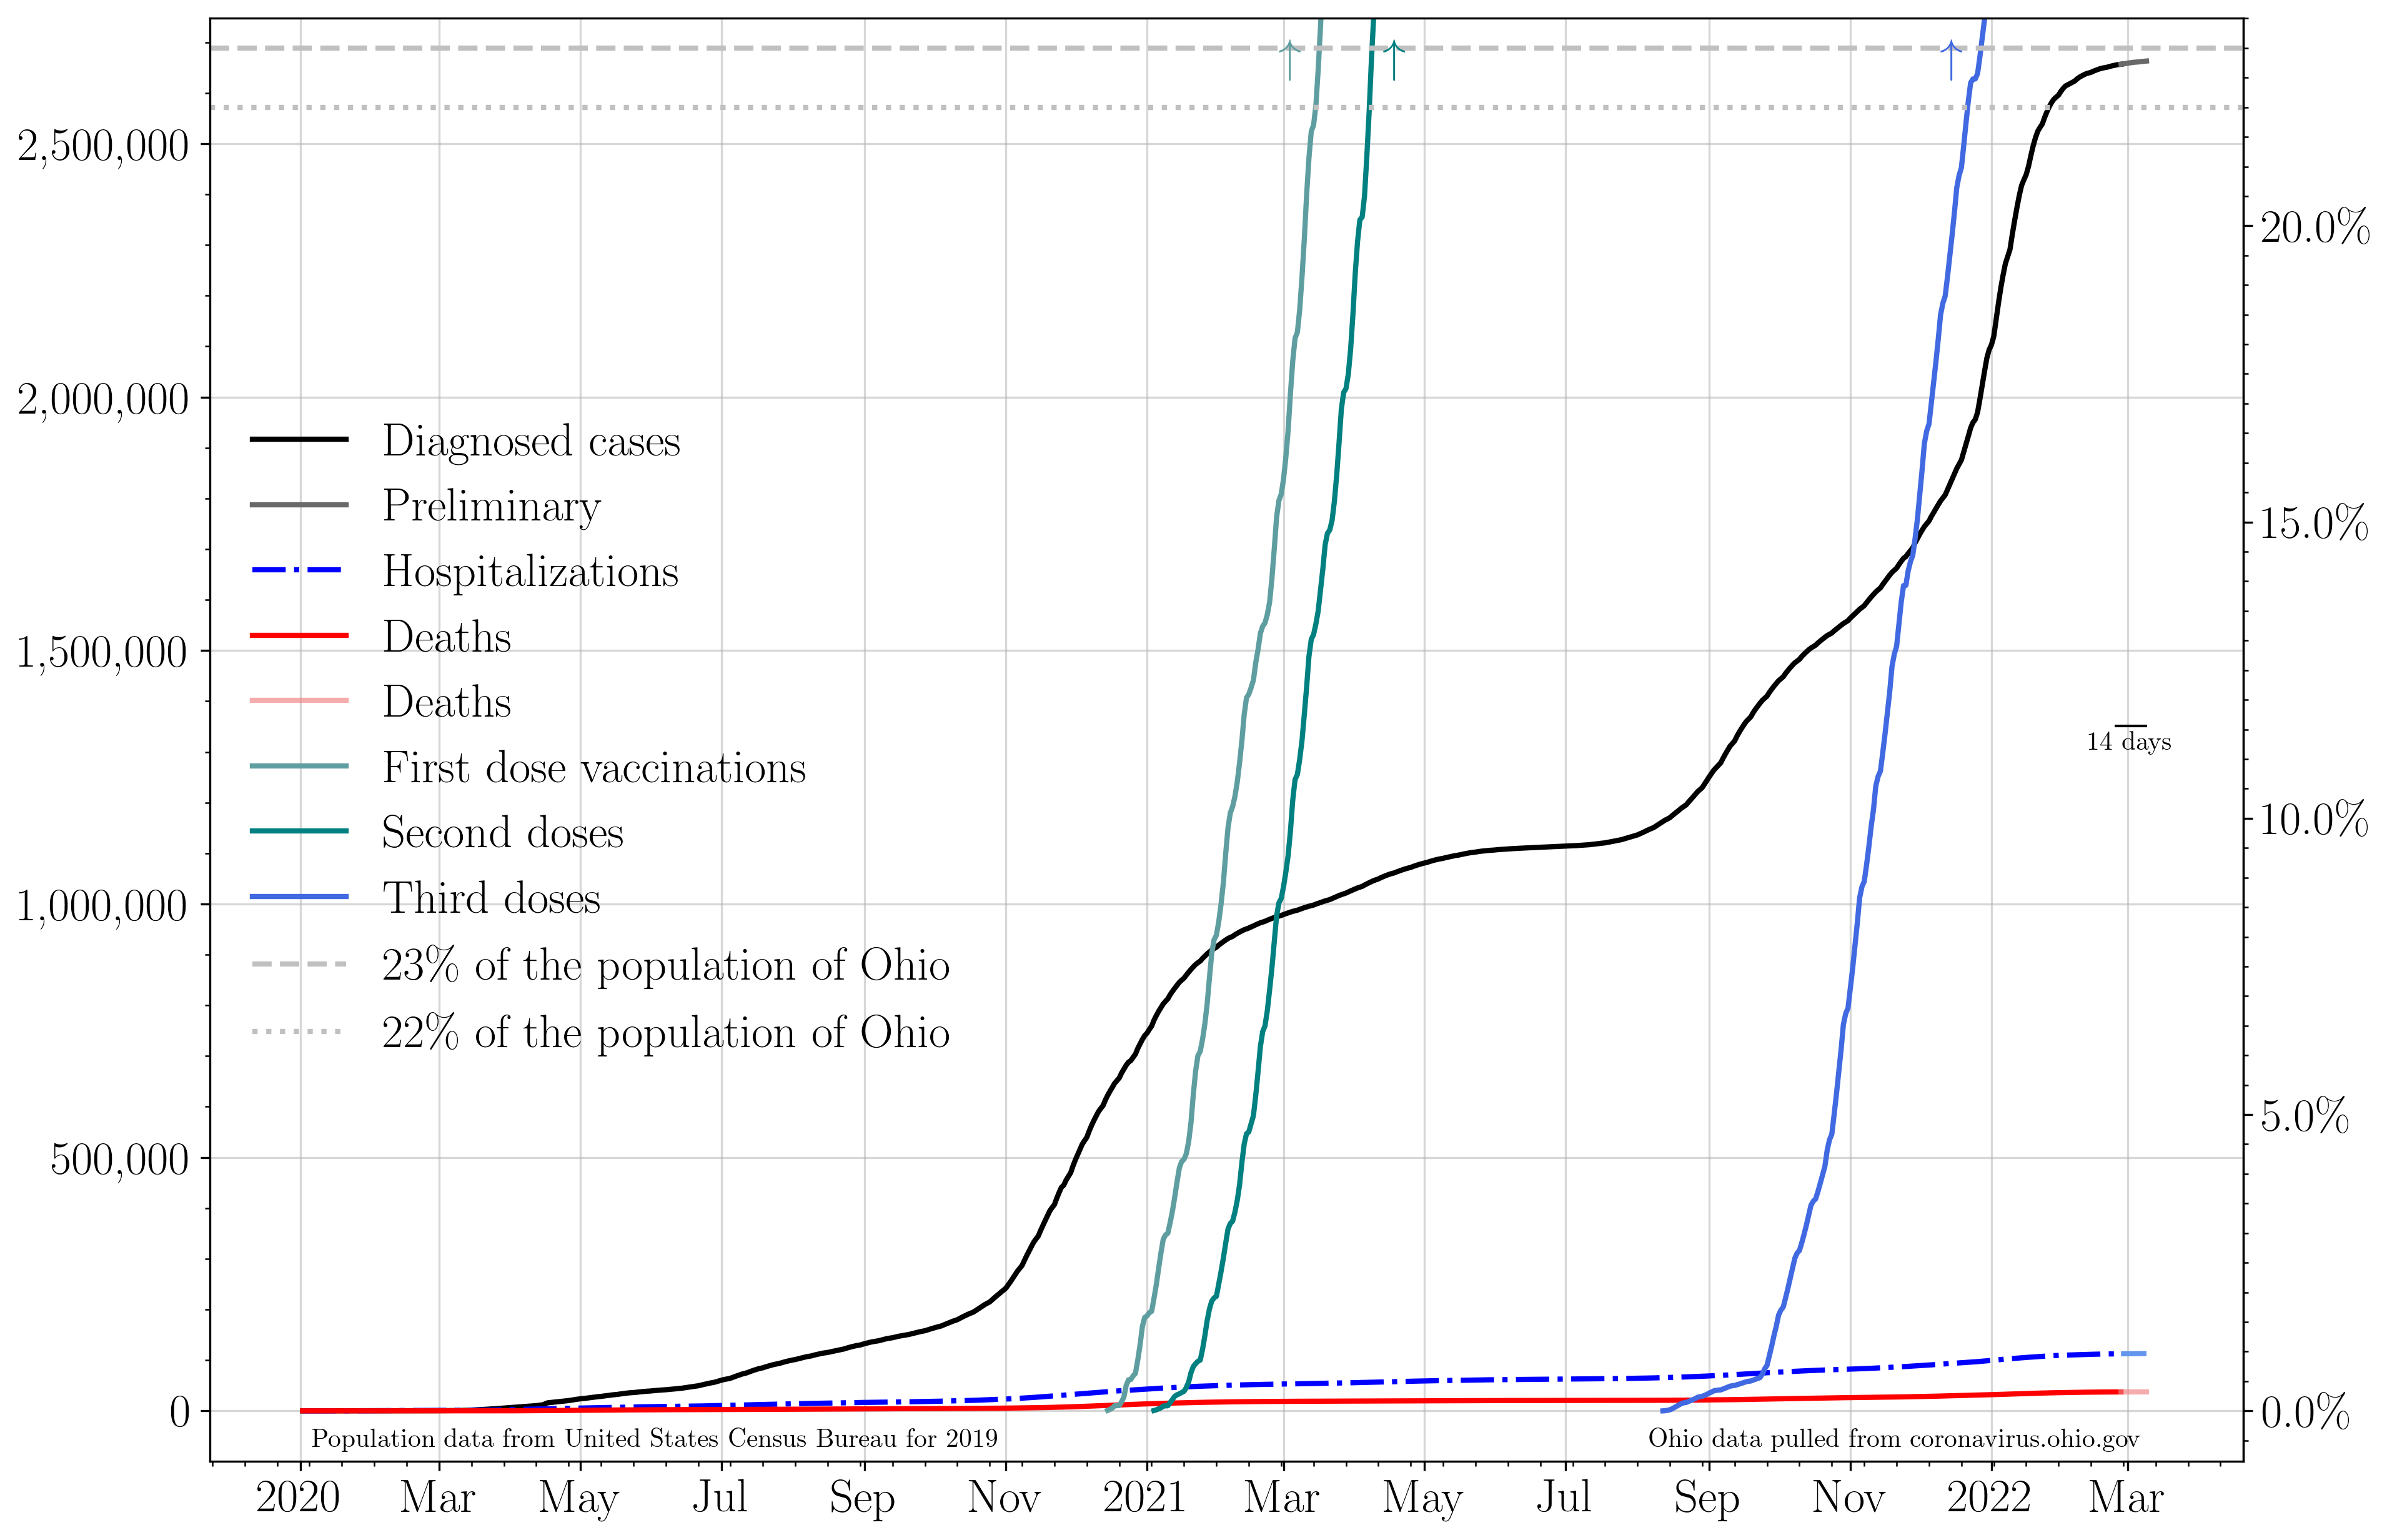 2,500,000
2,000,000
1,500,000
1,000,000
500,000
0
20.0%
15.0%
10.0%
5.0%
0.0%
Diagnosed cases
Preliminary
Hospitalizations
Deaths
Deaths
First dose vaccinations
Second doses
Third doses
23% of the population of Ohio
22% of the population of Ohio
14 days
Population data from United States Census Bureau for 2019
Ohio data pulled from coronavirus.ohio.gov
2020 Mar May Jul Sep Nov 2021 Mar May Jul Sep Nov 2022 Mar